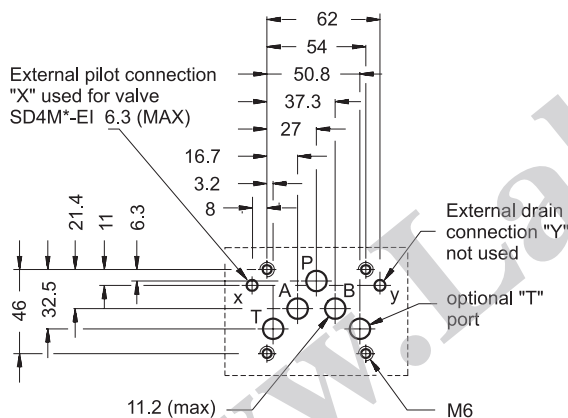 62
54
External pilot connection
"X" used for valve
SD4M*-EI 6.3 (MAX)
50.8
37.3
27
16.7
3.2
8
21.4
11
6.3
External drain
connection "Y"
not used
46
32.5
P
x
A
B
y
T
optional "T"
port
11.2 (max)
M6
www.La